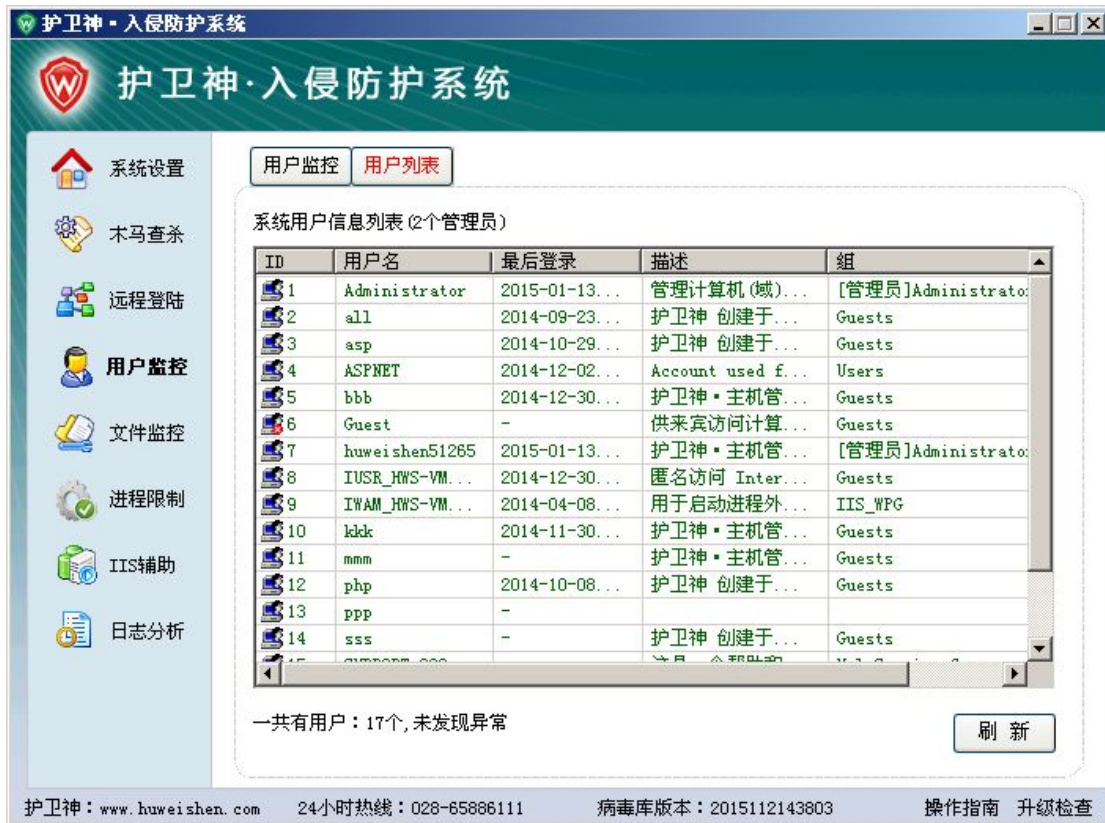 护卫神·入侵防护系统
护卫神·入侵防护系统
系统设置
木马查杀
远程登陆
用户监控
文件监控
进程限制
IIS辅助
日志分析
用户监控 用户列表
系统用户信息列表(2个管理员)
ID 用户名 最后登录 描述 组
1 Administrator 2015-01-13... 管理计算机(域)... [管理员]Administrato
2 all 2014-09-23... 护卫神 创建于... Guests
3 asp 2014-10-29... 护卫神 创建于... Guests
4 ASPNET 2014-12-02... Account used f... Users
5 bbb 2014-12-30... 护卫神·主机管... Guests
6 Guest - 供来宾访问计算... Guests
7 huweishen51265 2015-01-13... 护卫神·主机管... [管理员]Administrato
8 IUSR_HWS-VM... 2014-12-30... 匿名访问 Inter... Guests
9 IWAM_HWS-VM... 2014-04-08... 用于启动进程外... IIS_WPG
10 kkk 2014-11-30... 护卫神·主机管... Guests
11 mmm - 护卫神·主机管... Guests
12 php 2014-10-08... 护卫神 创建于... Guests
13 ppp -
14 sss - 护卫神 创建于... Guests
一共有用户：17个,未发现异常
刷 新
护卫神：www.huweishen.com 24小时热线：028-65886111 病毒库版本：2015112143803 操作指南 升级检查